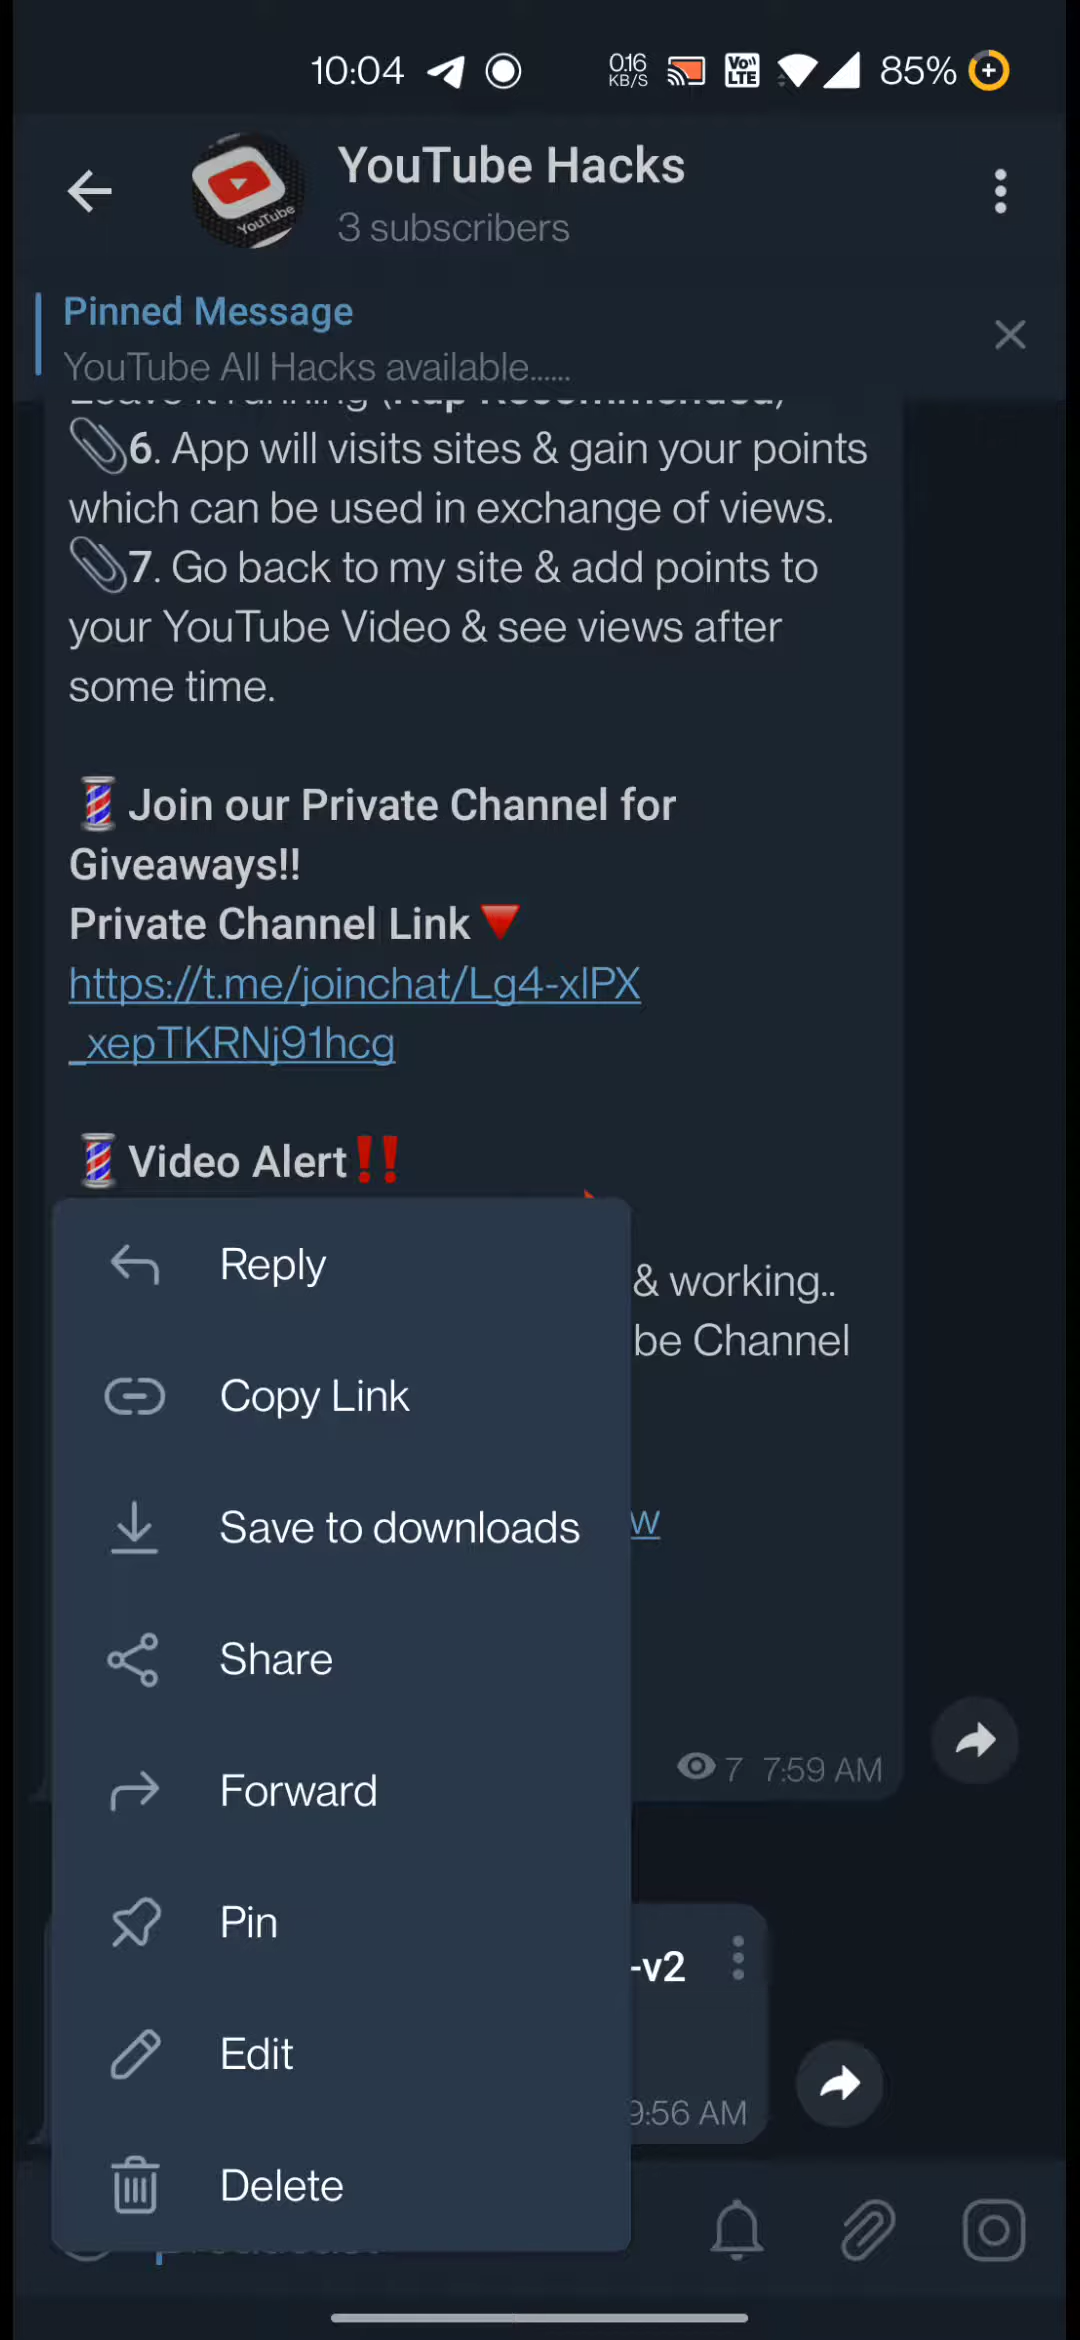 10:04
0.16 KB/S
Vo)) LTE
85%
YouTube Hacks
3 subscribers
YouTube
Pinned Message
YouTube All Hacks available......
6. App will visits sites & gain your points
which can be used in exchange of views.
7. Go back to my site & add points to
your YouTube Video & see views after
some time.
Join our Private Channel for
Giveaways!!
Private Channel Link
https://t.me/joinchat/Lg4-xlPX
_xepTKRNj91hcg
Video Alert‼
Reply
& working..
be Channel
Copy Link
Save to downloads
w
Share
7 7:59 AM
Forward
Pin
-v2
Edit
9:56 AM
Delete